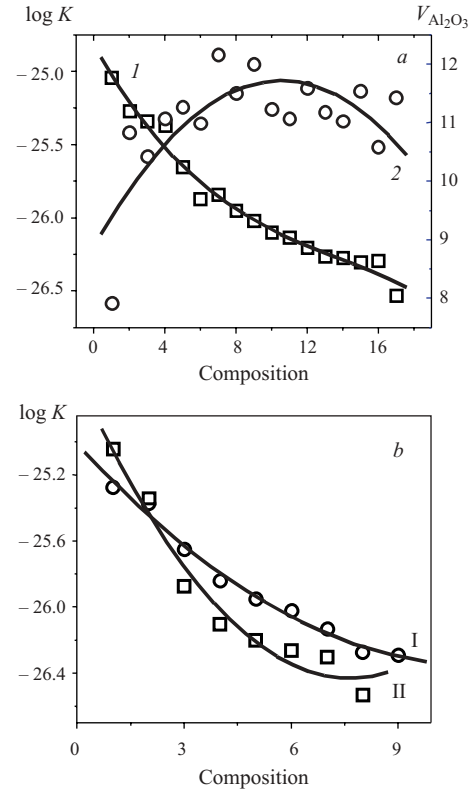 log K
V Al2O3
1
a
12
– 25.0
11
– 25.5
2
10
– 26.0
9
– 26.5
8
0 4 8 12 16
Composition
log K
b
– 25.2
– 25.6
– 26.0
I
– 26.4
II
0 3 6 9
Composition